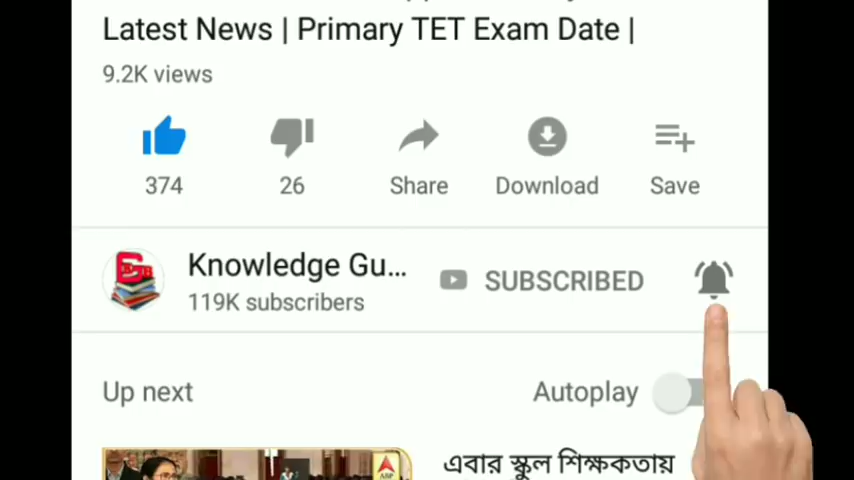 Latest News | Primary TET Exam Date |
9.2K views
374
26
Share
Download
Save
Knowledge Gu...
SUBSCRIBED
119K subscribers
Up next
Autoplay
ABP
এবার স্কুল শিক্ষকতায়